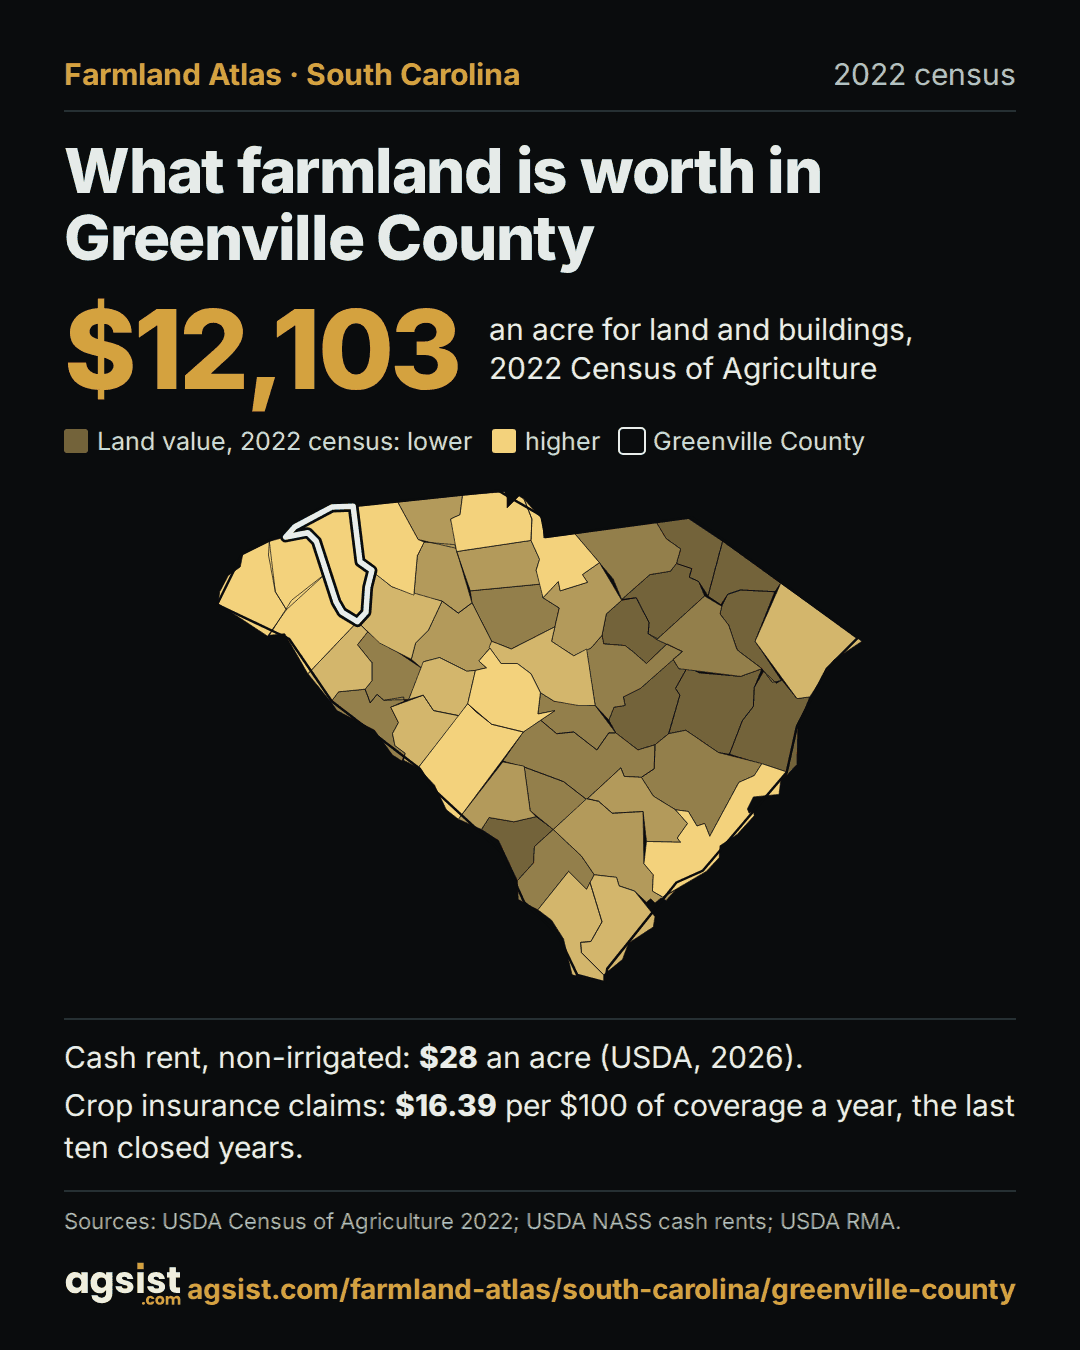 Farmland Atlas · South Carolina
2022 census
What farmland is worth in
Greenville County
$12,103
an acre for land and buildings,
2022 Census of Agriculture
Land value, 2022 census: lower
higher
Greenville County
Cash rent, non-irrigated: $28 an acre (USDA, 2026).
Crop insurance claims: $16.39 per $100 of coverage a year, the last
ten closed years.
Sources: USDA Census of Agriculture 2022; USDA NASS cash rents; USDA RMA.
agsist
.com
agsist.com/farmland-atlas/south-carolina/greenville-county